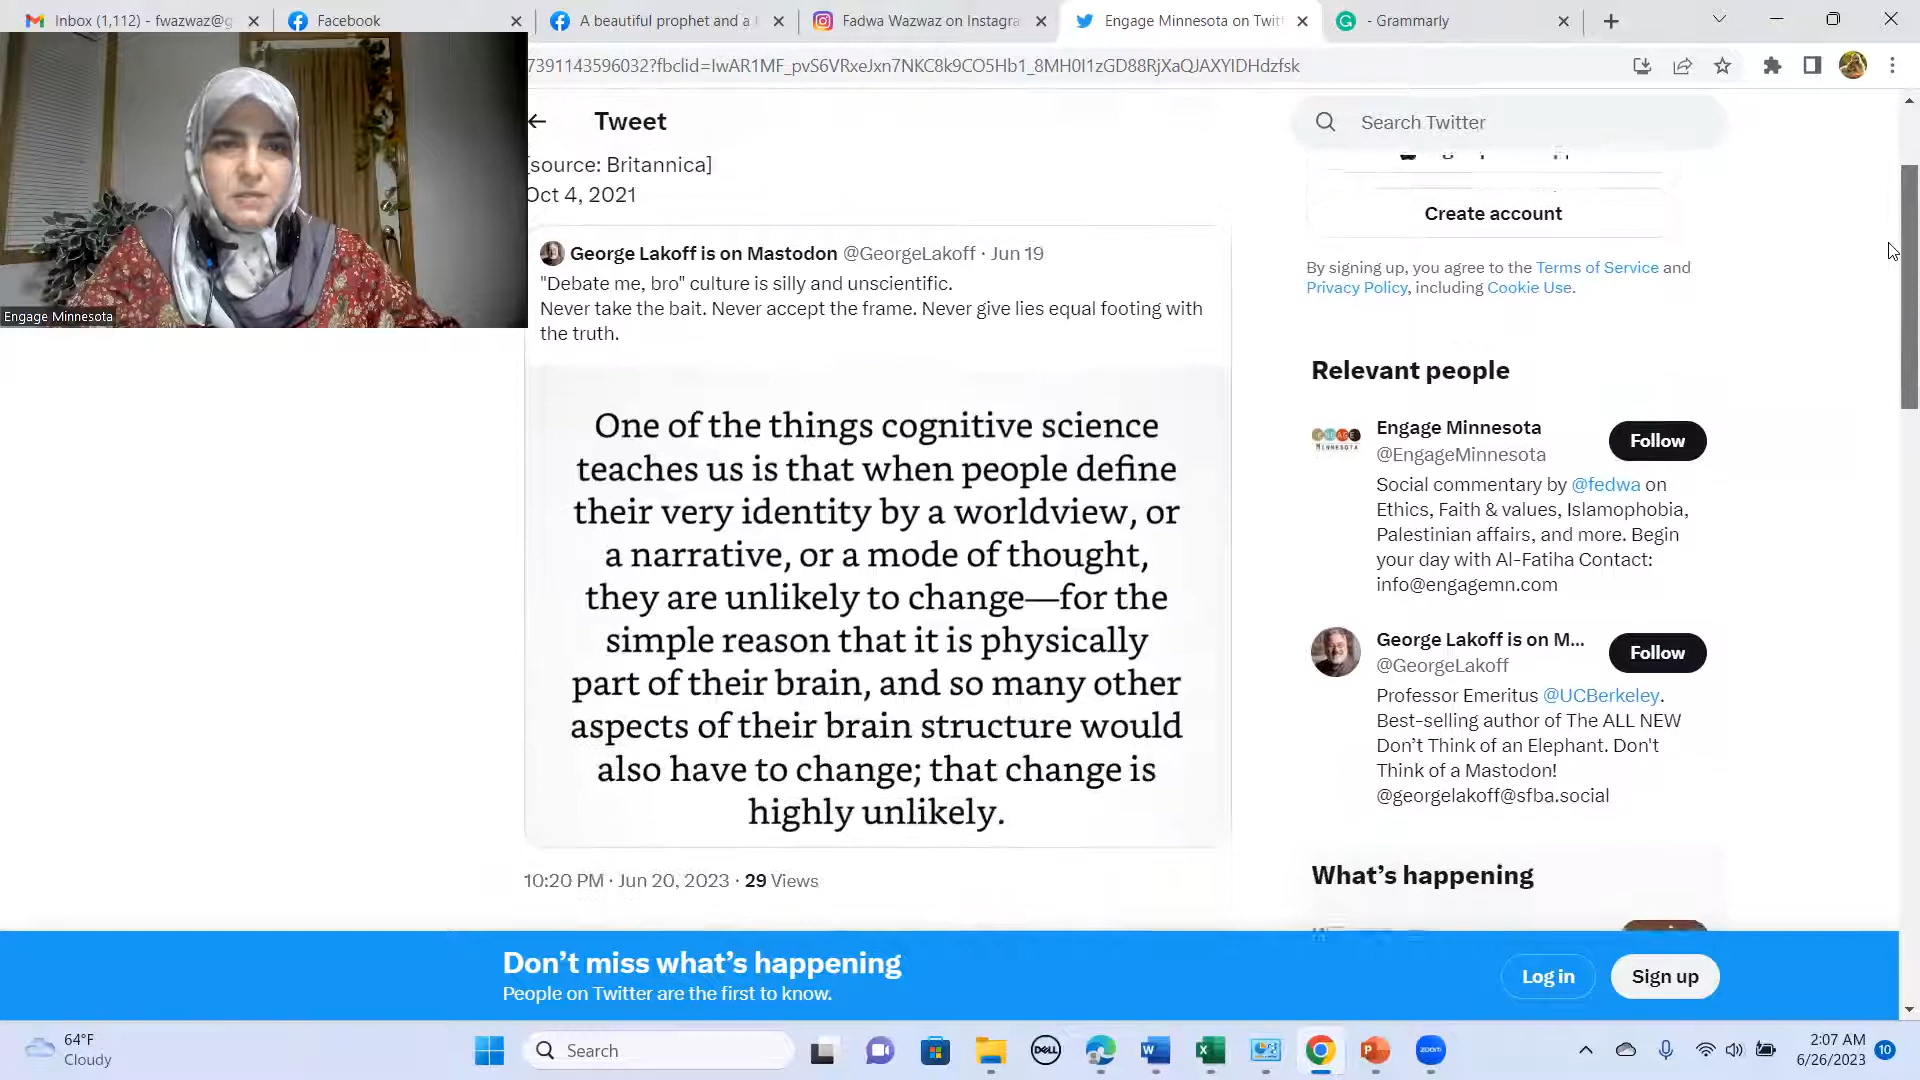 Inbox (1,112) - fwazwaz@g
Facebook
A beautiful prophet and a
Fadwa Wazwaz on Instagra
Engage Minnesota on Twit
- Grammarly
7391143596032?fbclid=IwAR1MF_pvS6VRxeJxn7NKC8k9CO5Hb1_8MH0I1zGD88RjXaQJAXYlDHdzfsk
Engage Minnesota
Tweet
[source: Britannica]
Oct 4, 2021
George Lakoff is on Mastodon @GeorgeLakoff · Jun 19
"Debate me, bro" culture is silly and unscientific.
Never take the bait. Never accept the frame. Never give lies equal footing with
the truth.
One of the things cognitive science
teaches us is that when people define
their very identity by a worldview, or
a narrative, or a mode of thought,
they are unlikely to change—for the
simple reason that it is physically
part of their brain, and so many other
aspects of their brain structure would
also have to change; that change is
highly unlikely.
10:20 PM · Jun 20, 2023 · 29 Views
Search Twitter
Create account
By signing up, you agree to the Terms of Service and
Privacy Policy, including Cookie Use.
Relevant people
Engage Minnesota
@EngageMinnesota
Follow
Social commentary by @fedwa on
Ethics, Faith & values, Islamophobia,
Palestinian affairs, and more. Begin
your day with Al-Fatiha Contact:
info@engagemn.com
George Lakoff is on M...
@GeorgeLakoff
Follow
Professor Emeritus @UCBerkeley.
Best-selling author of The ALL NEW
Don't Think of an Elephant. Don't
Think of a Mastodon!
@georgelakoff@sfba.social
What's happening
Don't miss what's happening
People on Twitter are the first to know.
Log in
Sign up
64°F
Cloudy
Search
DELL
zoom
2:07 AM
6/26/2023
10